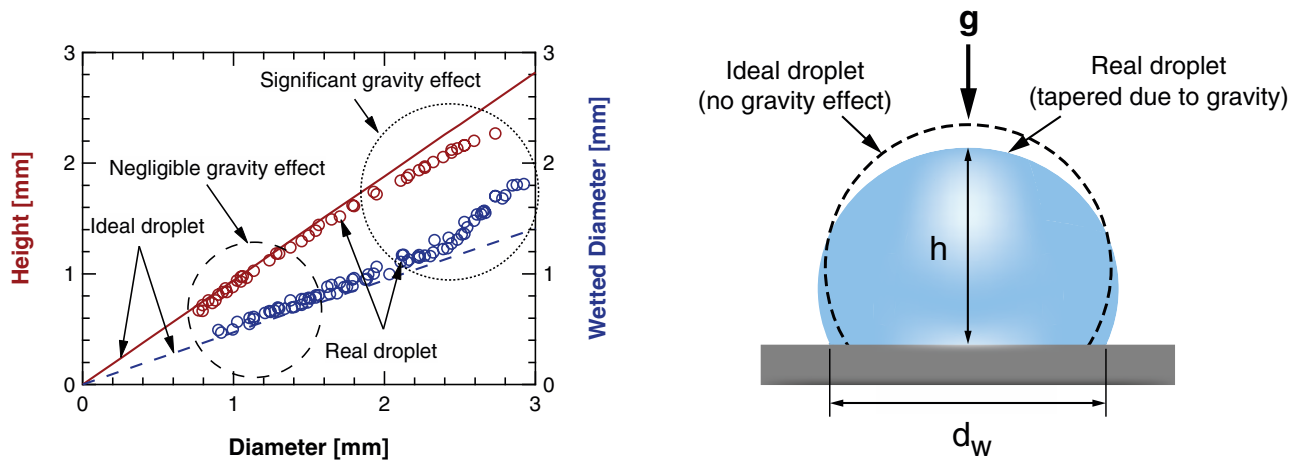 3
3
Significant gravity effect
Negligible gravity effect
2
2
Ideal droplet
1
1
Real droplet
0
0
0
1
2
3
Height [mm]
Wetted Diameter [mm]
Diameter [mm]
g
Ideal droplet
(no gravity effect)
Real droplet
(tapered due to gravity)
h
dw